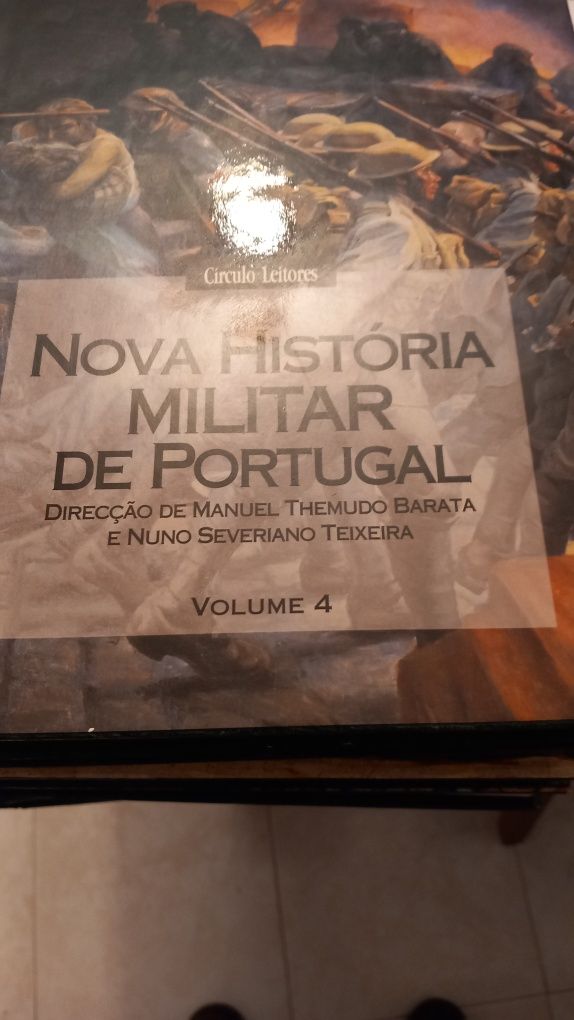 Círculo Leitores
NOVA HISTÓRIA
MILITAR
DE PORTUGAL
DIRECÇÃO DE MANUEL THEMUDO BARATA
E NUNO SEVERIANO TEIXEIRA
VOLUME 4